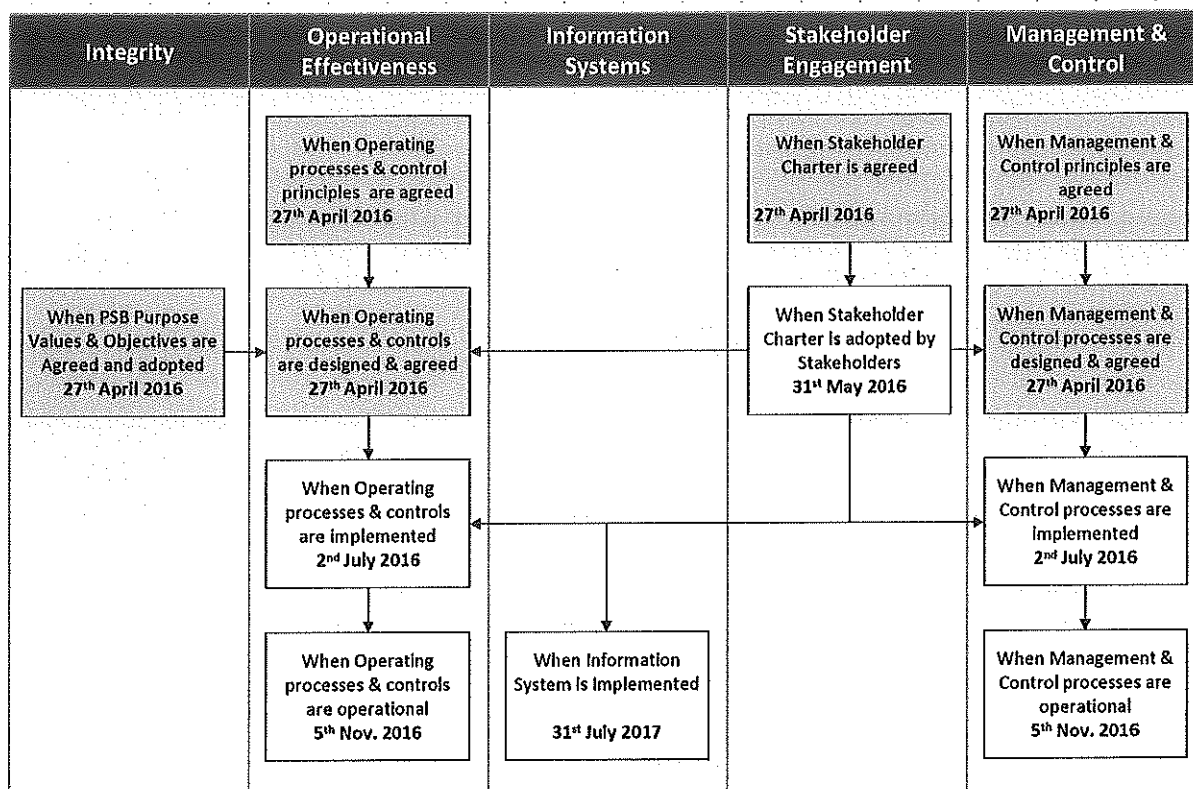 Integrity
Operational
Effectiveness
Information
Systems
Stakeholder
Engagement
Management &
Control
When Operating
processes & control
principles are agreed
27th April 2016
When Stakeholder
Charter is agreed
27th April 2016
When Management &
Control principles are
agreed
27th April 2016
When PSB Purpose
Values & Objectives are
Agreed and adopted
27th April 2016
When Operating
processes & controls
are designed & agreed
27th April 2016
When Stakeholder
Charter is adopted by
Stakeholders
31st May 2016
When Management &
Control processes are
designed & agreed
27th April 2016
When Operating
processes & controls
are implemented
2nd July 2016
When Management &
Control processes are
implemented
2nd July 2016
When Operating
processes & controls
are operational
5th Nov. 2016
When Information
System is Implemented
31st July 2017
When Management &
Control processes are
operational
5th Nov. 2016